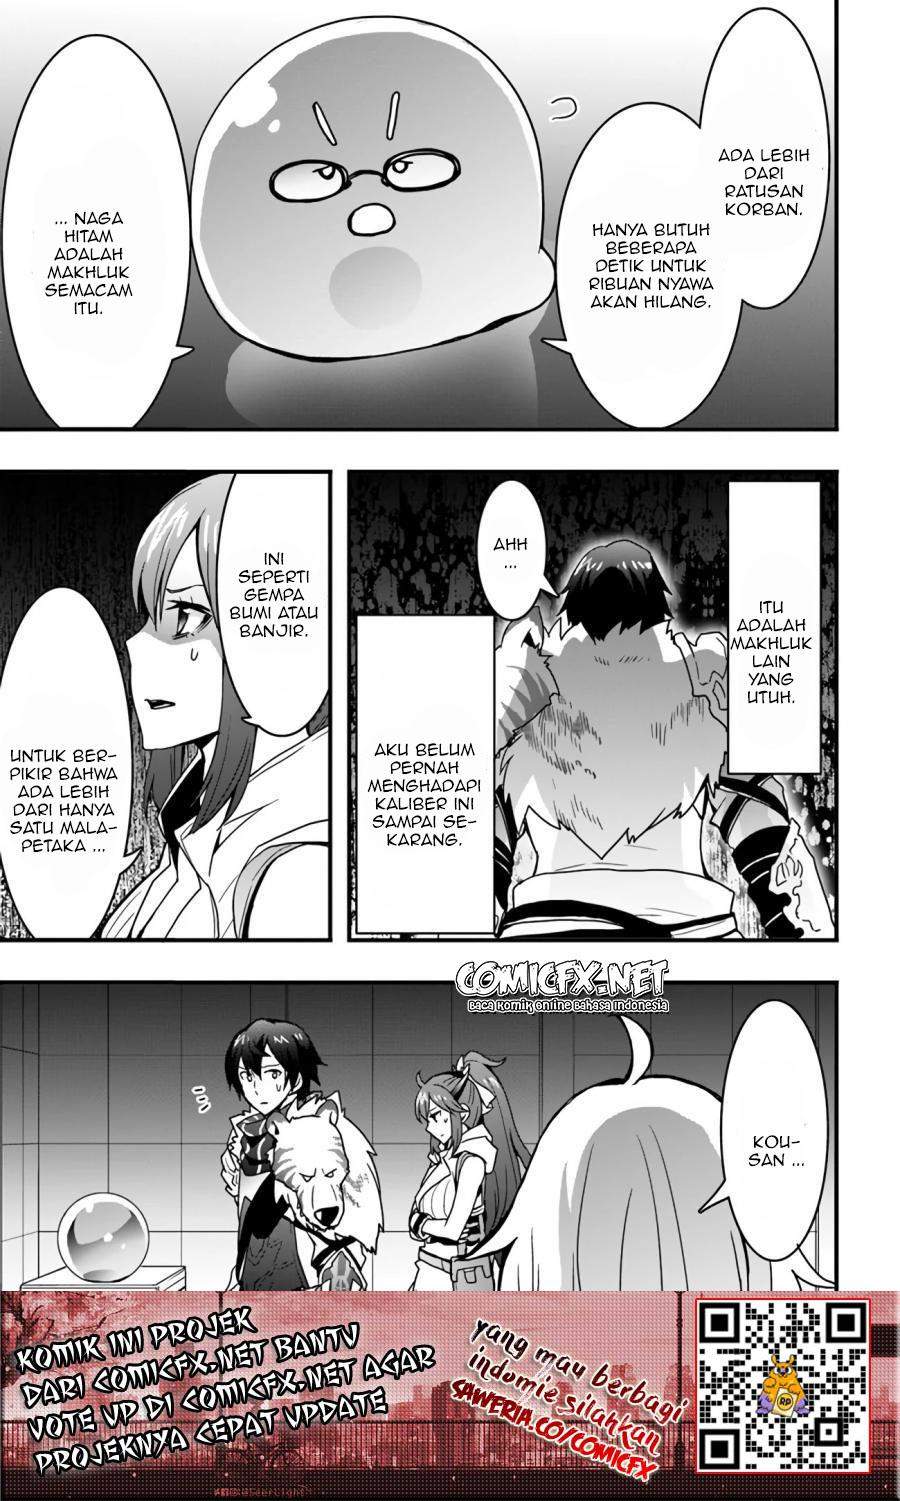 ADA LEBIH
DARI
RATUSAN
KORBAN.
HANYA BUTUH
BEBERAPA
DETIK UNTUK
RIBUAN NYAWA
AKAN HILANG.
... NAGA
HITAM
ADALAH
MAKHLUK
SEMACAM
ITU.
ITU
ADALAH
MAKHLUK
LAIN
YANG
UTUH.
AHH
...
AKU BELUM
PERNAH
MENGHADAPI
KALIBER INI
SAMPAI SE-
KARANG.
INI
SEPERTI
GEMPA
BUMI ATAU
BANJIR.
UNTUK BER-
PIKIR BAHWA
ADA LEBIH
DARI HANYA
SATU MALA-
PETAKA ...
COMICFX.NET
BACA KOMIK ONLINE BAHASA INDONESIA
KOU-
SAN ...
KOMIK INI PROJEK
DARI COMICFX.NET BANTU
VOTE UP DI COMICFX.NET AGAR
PROJEKNYA CEPAT UPDATE
yang mau berbagi
indomie silahkan
SAWERIA.CO/COMICFX
RP